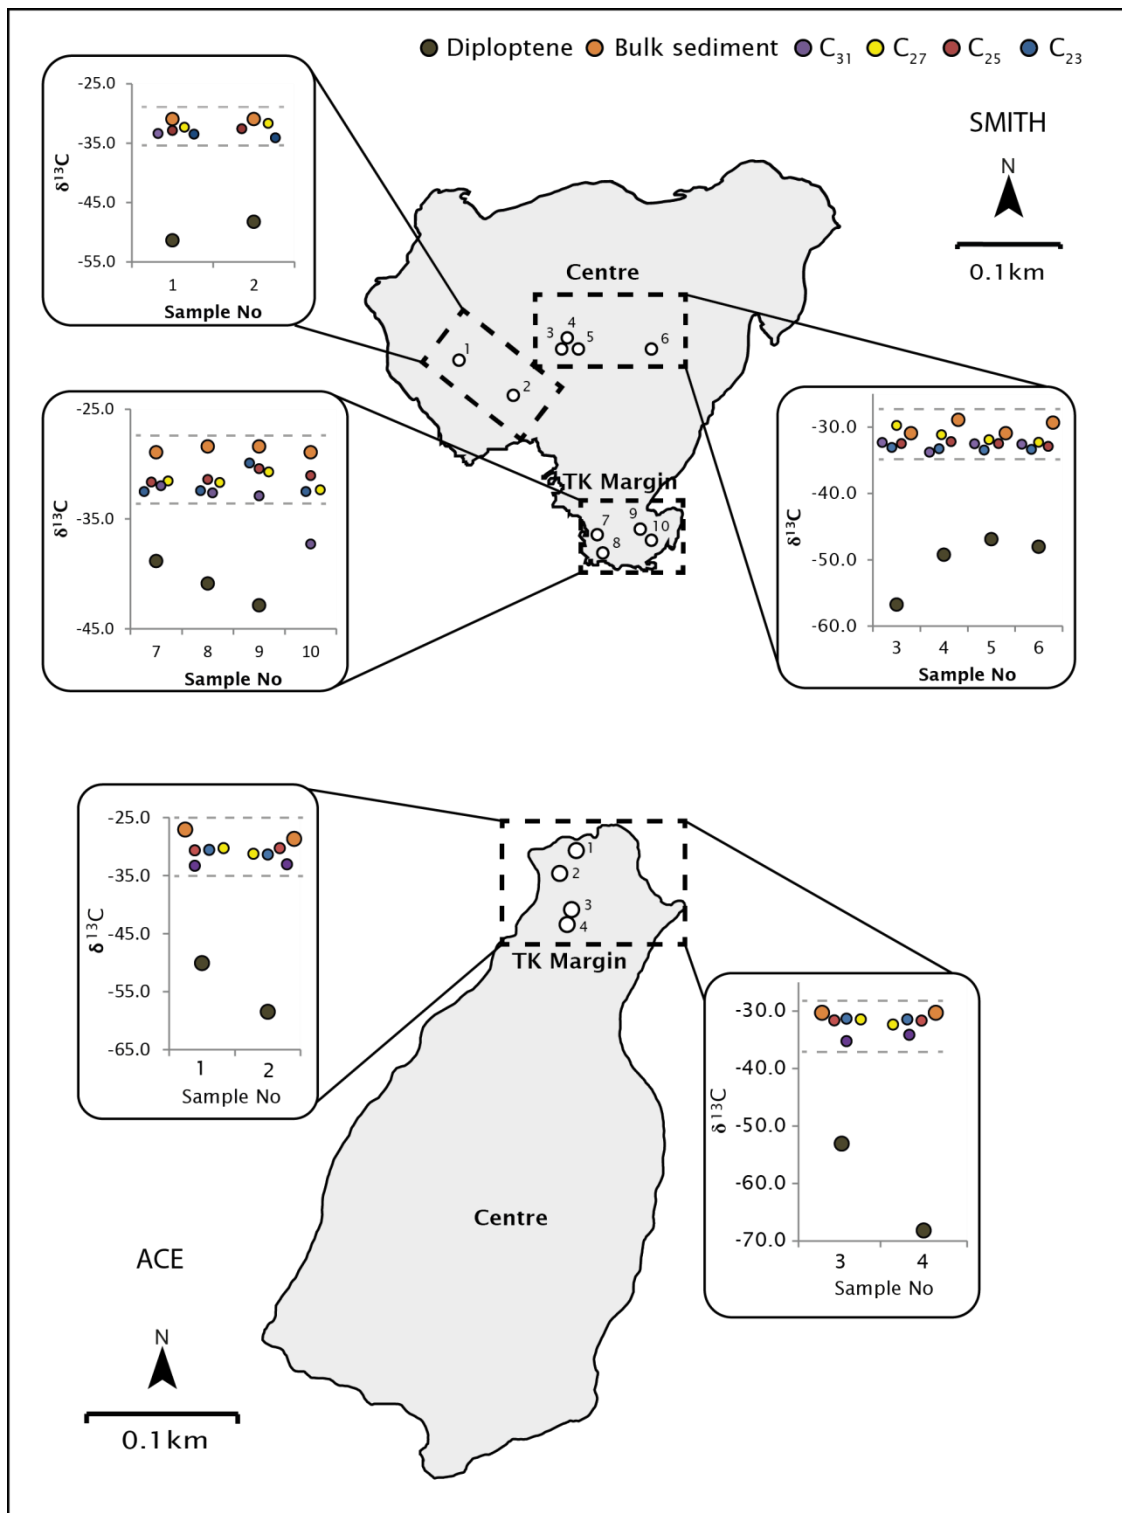 Diploptene Bulk sediment C31 C27 C25 C23
SMITH
N
0.1km
-25.0
-35.0
-45.0
-55.0
δ13C
1 2
Sample No
Centre
1
2
3
4
5
6
-25.0
-35.0
-45.0
δ13C
7 8 9 10
Sample No
TK Margin
7
8
9
10
-30.0
-40.0
-50.0
-60.0
δ13C
3 4 5 6
Sample No
-25.0
-35.0
-45.0
-55.0
-65.0
δ13C
1 2
Sample No
1
2
3
4
TK Margin
-30.0
-40.0
-50.0
-60.0
-70.0
δ13C
3 4
Sample No
Centre
ACE
N
0.1km